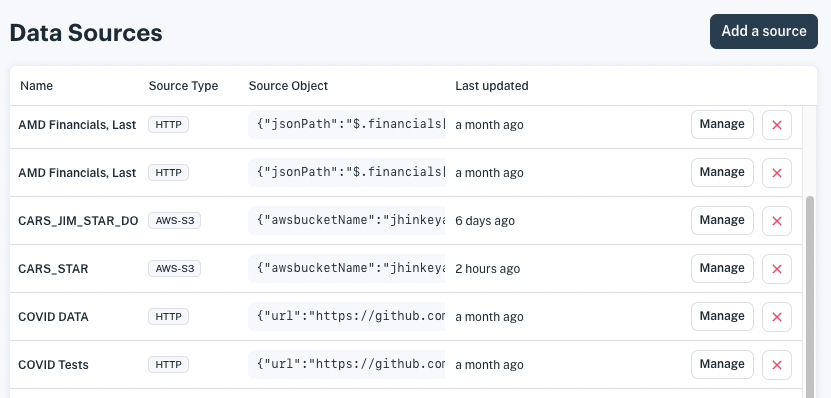 Data Sources Add a source
Name Source Type Source Object Last updated
AMD Financials, Last HTTP {"jsonPath":"$.financials[ a month ago Manage ×
AMD Financials, Last HTTP {"jsonPath":"$.financials[ a month ago Manage ×
CARS_JIM_STAR_DO AWS-S3 {"awsbucketName":"jhinkeya 6 days ago Manage ×
CARS_STAR AWS-S3 {"awsbucketName":"jhinkeya 2 hours ago Manage ×
COVID DATA HTTP {"url":"https://github.com a month ago Manage ×
COVID Tests HTTP {"url":"https://github.com a month ago Manage ×